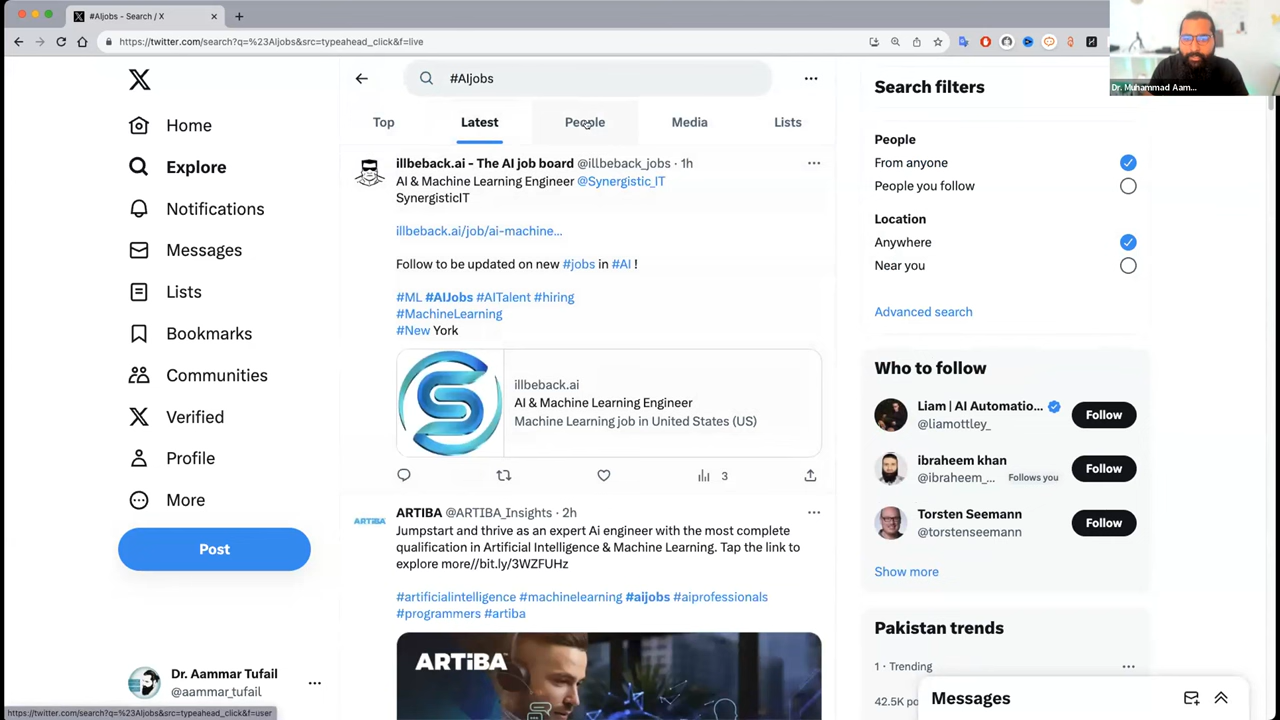 #AIjobs - Search / X
https://twitter.com/search?q=%23AIjobs&src=typeahead_click&f=live
Dr. Muhammad Aam...
#AIjobs
Top
Latest
People
Media
Lists
Home
Explore
Notifications
Messages
Lists
Bookmarks
Communities
Verified
Profile
More
Post
Dr. Aammar Tufail
@aammar_tufail
https://twitter.com/search?q=%23AIjobs&src=typeahead_click&f=user
illbeback.ai - The AI job board @illbeback_jobs · 1h
AI & Machine Learning Engineer @Synergistic_IT
SynergisticIT
illbeback.ai/job/ai-machine...
Follow to be updated on new #jobs in #AI !
#ML #AIJobs #AITalent #hiring
#MachineLearning
#New York
illbeback.ai
AI & Machine Learning Engineer
Machine Learning job in United States (US)
3
ARTIBA @ARTIBA_Insights · 2h
Jumpstart and thrive as an expert Ai engineer with the most complete
qualification in Artificial Intelligence & Machine Learning. Tap the link to
explore more//bit.ly/3WZFUHz
#artificialintelligence #machinelearning #aijobs #aiprofessionals
#programmers #artiba
ARTIBA
ARTIBA
Search filters
People
From anyone
People you follow
Location
Anywhere
Near you
Advanced search
Who to follow
Liam | AI Automatio...
@liamottley_
Follow
ibraheem khan
@ibraheem_... Follows you
Follow
Torsten Seemann
@torstenseemann
Follow
Show more
Pakistan trends
1 · Trending
42.5K po
Messages